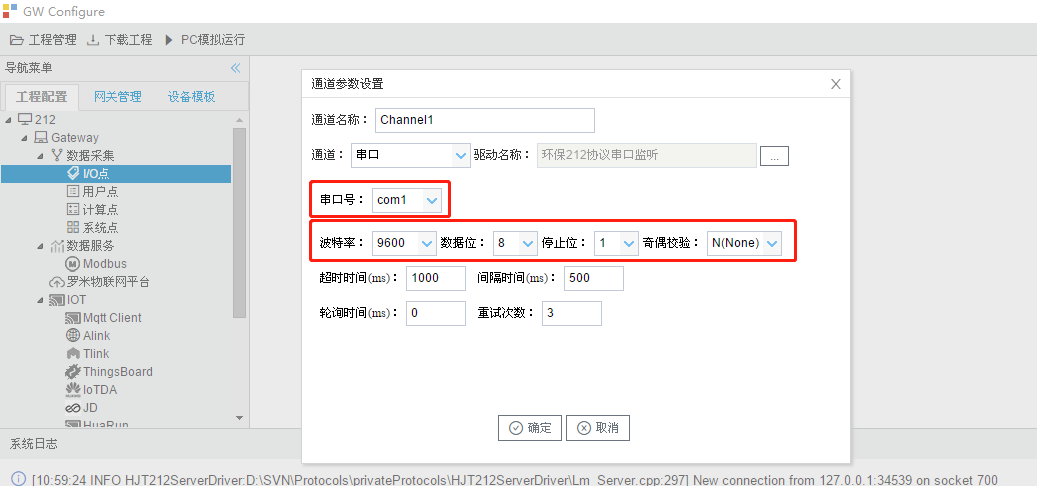 GW Configure
工程管理 下载工程 PC模拟运行
导航菜单
工程配置 网关管理 设备模板
212
Gateway
数据采集
I/O点
用户点
计算点
系统点
数据服务
Modbus
罗米物联网平台
IOT
Mqtt Client
Alink
Tlink
ThingsBoard
IoTDA
JD
HuaRun
通道参数设置 X
通道名称： Channel1
通道： 串口 驱动名称： 环保212协议串口监听 ...
串口号： com1
波特率： 9600 数据位： 8 停止位： 1 奇偶校验： N(None)
超时时间(ms)： 1000 间隔时间(ms)： 500
轮询时间(ms)： 0 重试次数： 3
确定 取消
系统日志
[10:59:24 INFO HJT212ServerDriver:D:\SVN\Protocols\privateProtocols\HJT212ServerDriver\Lm_Server.cpp:297] New connection from 127.0.0.1:34539 on socket 700